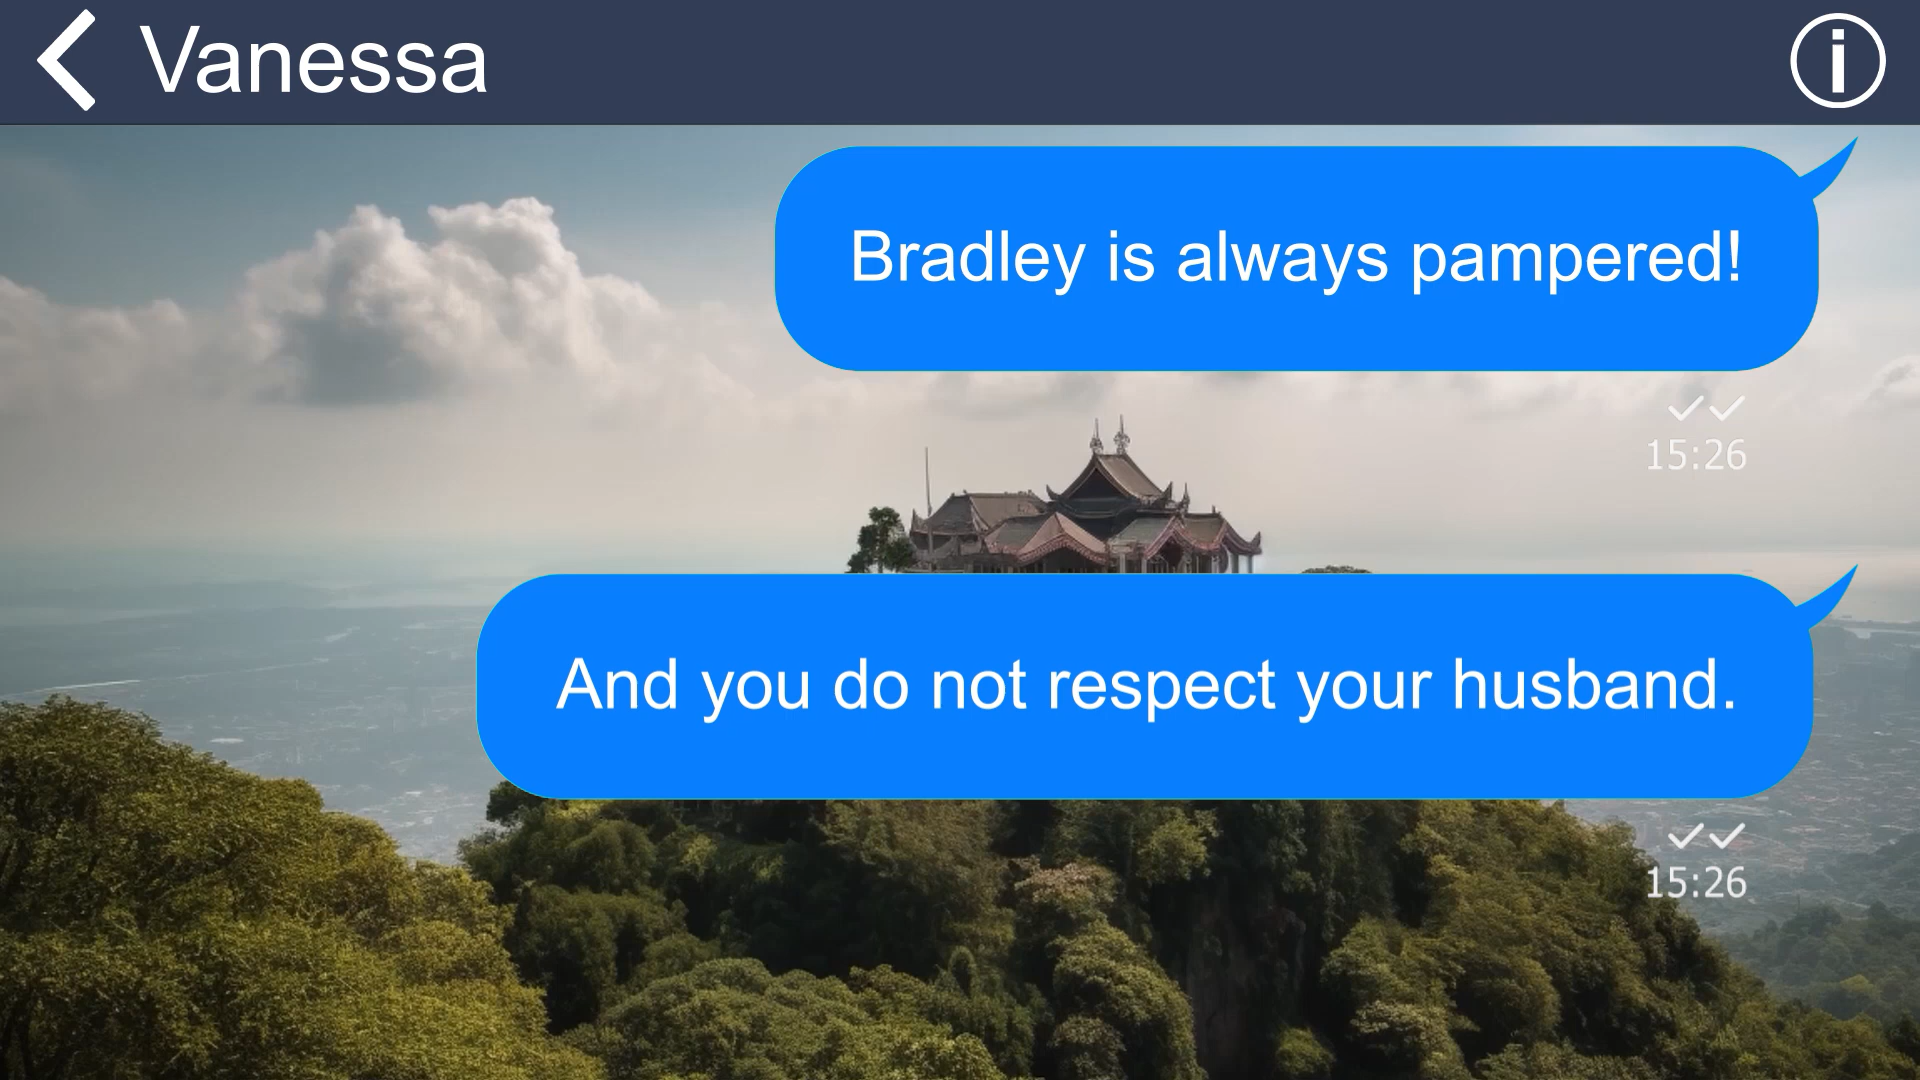 Vanessa
Bradley is always pampered!
15:26
And you do not respect your husband.
15:26